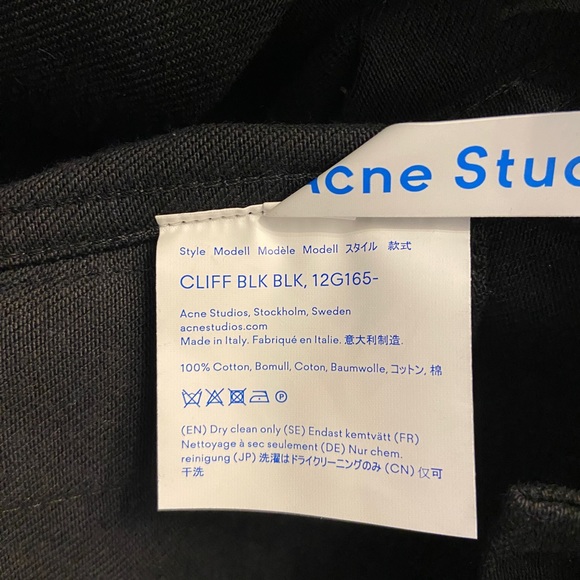 Acne Stud
Style Modell Modèle Modell スタイル 款式
CLIFF BLK BLK, 12G165-
Acne Studios, Stockholm, Sweden
acnestudios.com
Made in Italy. Fabriqué en Italie. 意大利制造.
100% Cotton, Bomull, Coton, Baumwolle, コットン, 棉
P
(EN) Dry clean only (SE) Endast kemtvätt (FR)
Nettoyage à sec seulement (DE) Nur chem.
reinigung (JP) 洗濯はドライクリーニングのみ (CN) 仅可
干洗